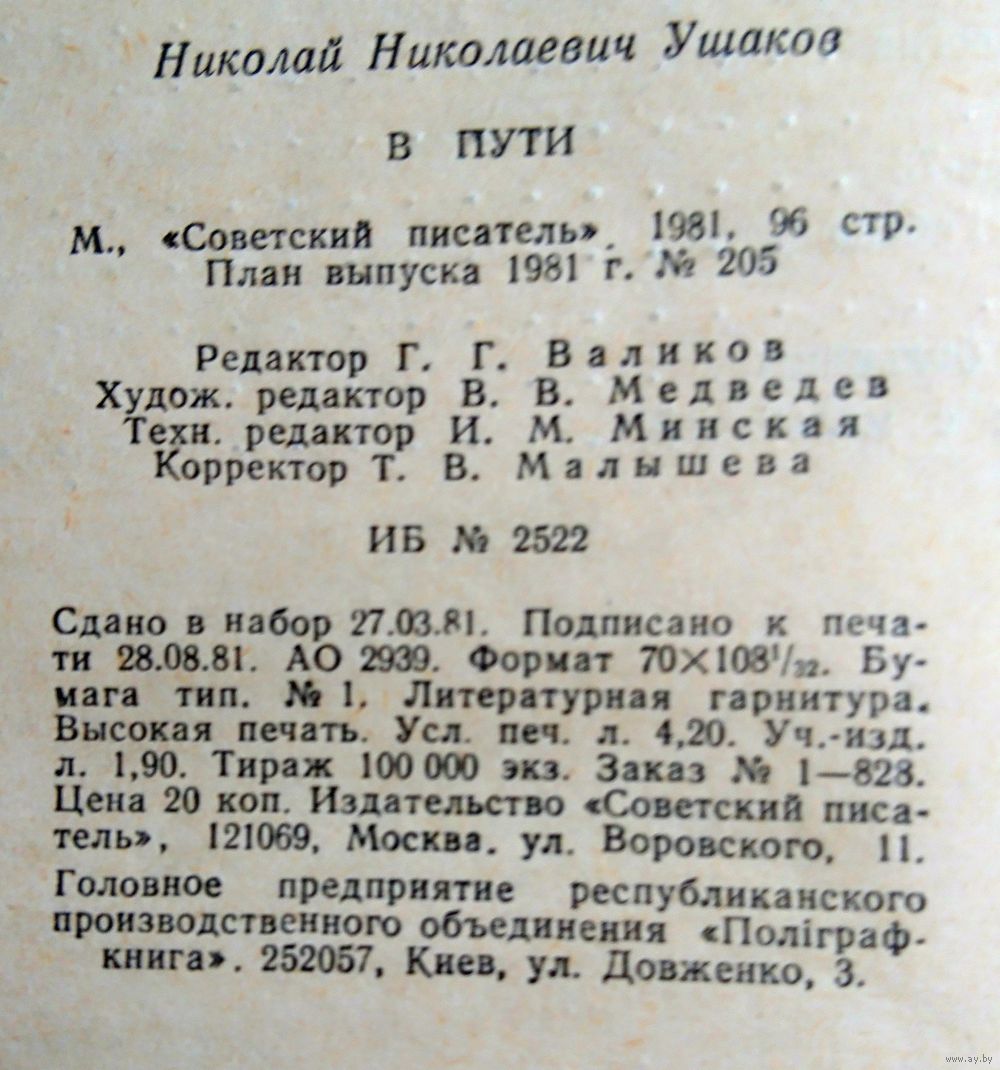 Николай Николаевич Ушаков
В ПУТИ
М., «Советский писатель», 1981, 96 стр.
План выпуска 1981 г. № 205
Редактор Г. Г. Валиков
Худож. редактор В. В. Медведев
Техн. редактор И. М. Минская
Корректор Т. В. Малышева
ИБ № 2522
Сдано в набор 27.03.81. Подписано к печа-
ти 28.08.81. АО 2939. Формат 70×108¹/₃₂. Бу-
мага тип. № 1. Литературная гарнитура.
Высокая печать. Усл. печ. л. 4,20. Уч.-изд.
л. 1,90. Тираж 100 000 экз. Заказ № 1—828.
Цена 20 коп. Издательство «Советский писа-
тель», 121069, Москва. ул. Воровского, 11.
Головное предприятие республиканского
производственного объединения «Поліграф-
книга». 252057, Киев, ул. Довженко, 3.
www.ay.by